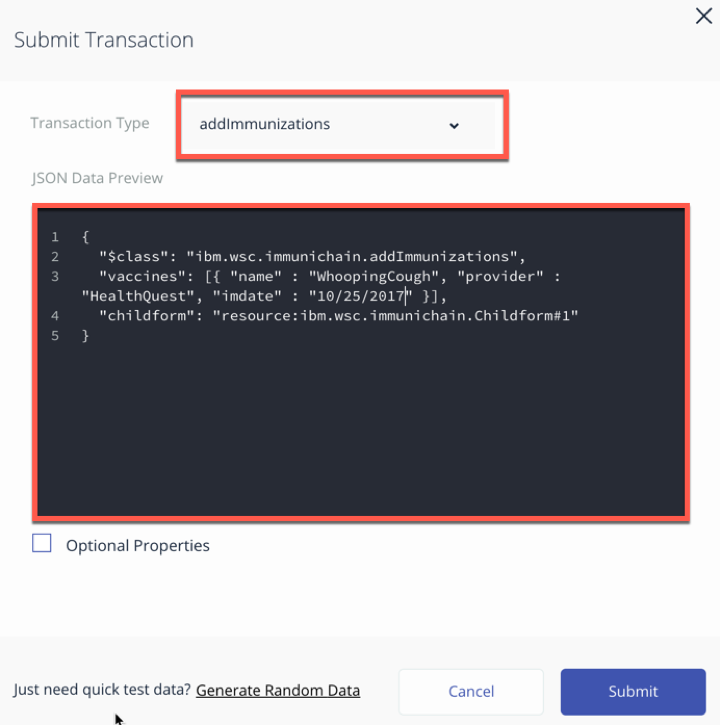 Submit Transaction
Transaction Type
addImmunizations
JSON Data Preview
1 {
2 "$class": "ibm.wsc.immunichain.addImmunizations",
3 "vaccines": [{ "name" : "WhoopingCough", "provider" :
"HealthQuest", "imdate" : "10/25/2017" }],
4 "childform": "resource:ibm.wsc.immunichain.Childform#1"
5 }
Optional Properties
Just need quick test data? Generate Random Data
Cancel
Submit